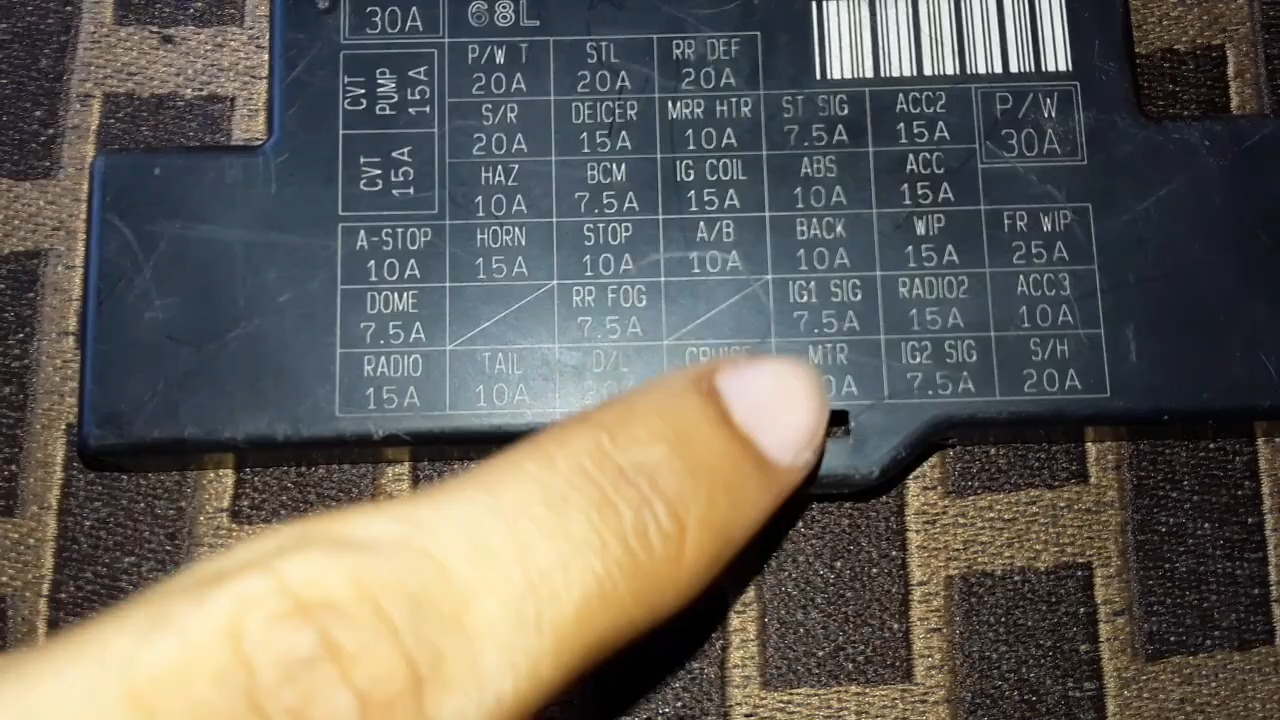 30A 68L
P/W T STL RR DEF
CVT PUMP 15A 20A 20A 20A
S/R DEICER MRR HTR ST SIG ACC2 P/W
20A 15A 10A 7.5A 15A 30A
CVT 15A HAZ BCM IG COIL ABS ACC
10A 7.5A 15A 10A 15A
A-STOP HORN STOP A/B BACK WIP FR WIP
10A 15A 10A 10A 10A 15A 25A
DOME RR FOG IG1 SIG RADIO2 ACC3
7.5A 7.5A 7.5A 15A 10A
RADIO TAIL D/L CRUISE MTR IG2 SIG S/H
15A 10A 7.5A 20A